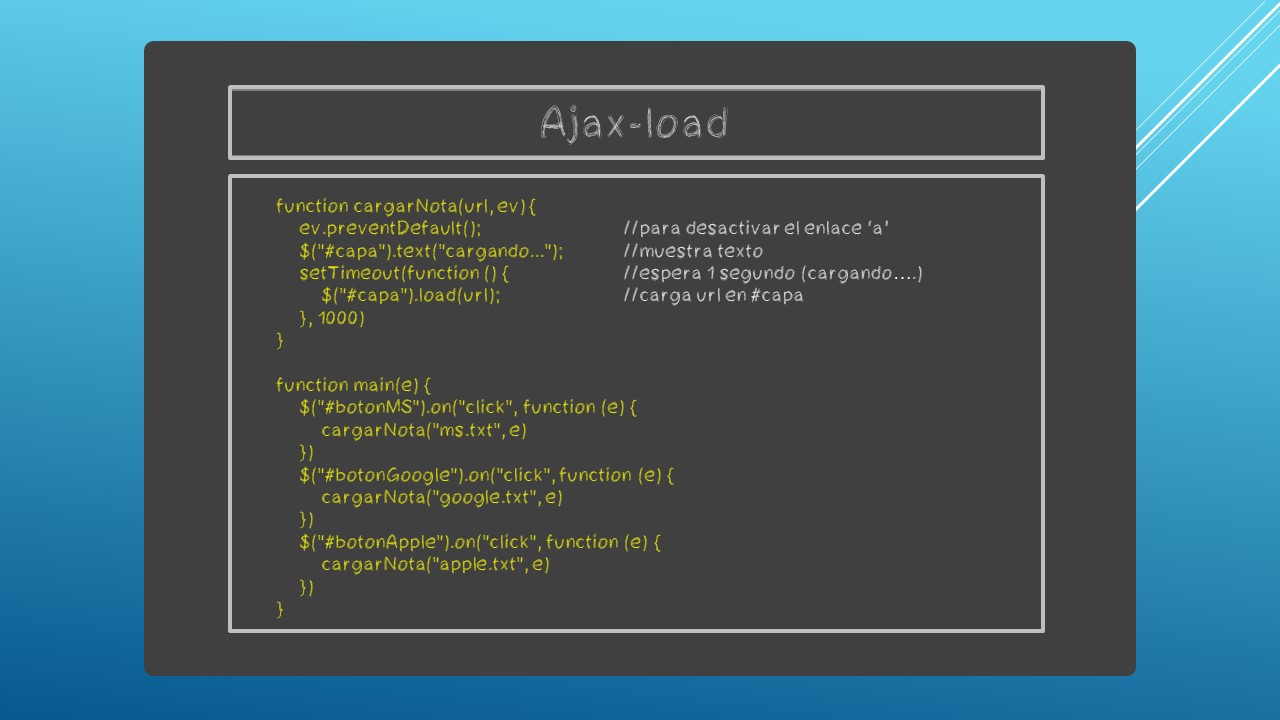 Ajax-load
function cargarNota(url, ev) {
ev.preventDefault(); //para desactivar el enlace 'a'
$("#capa").text("cargando..."); //muestra texto
setTimeout(function () { //espera 1 segundo (cargando....)
$("#capa").load(url); //carga url en #capa
}, 1000)
}
function main(e) {
$("#botonMS").on("click", function (e) {
cargarNota("ms.txt", e)
})
$("#botonGoogle").on("click", function (e) {
cargarNota("google.txt", e)
})
$("#botonApple").on("click", function (e) {
cargarNota("apple.txt", e)
})
}